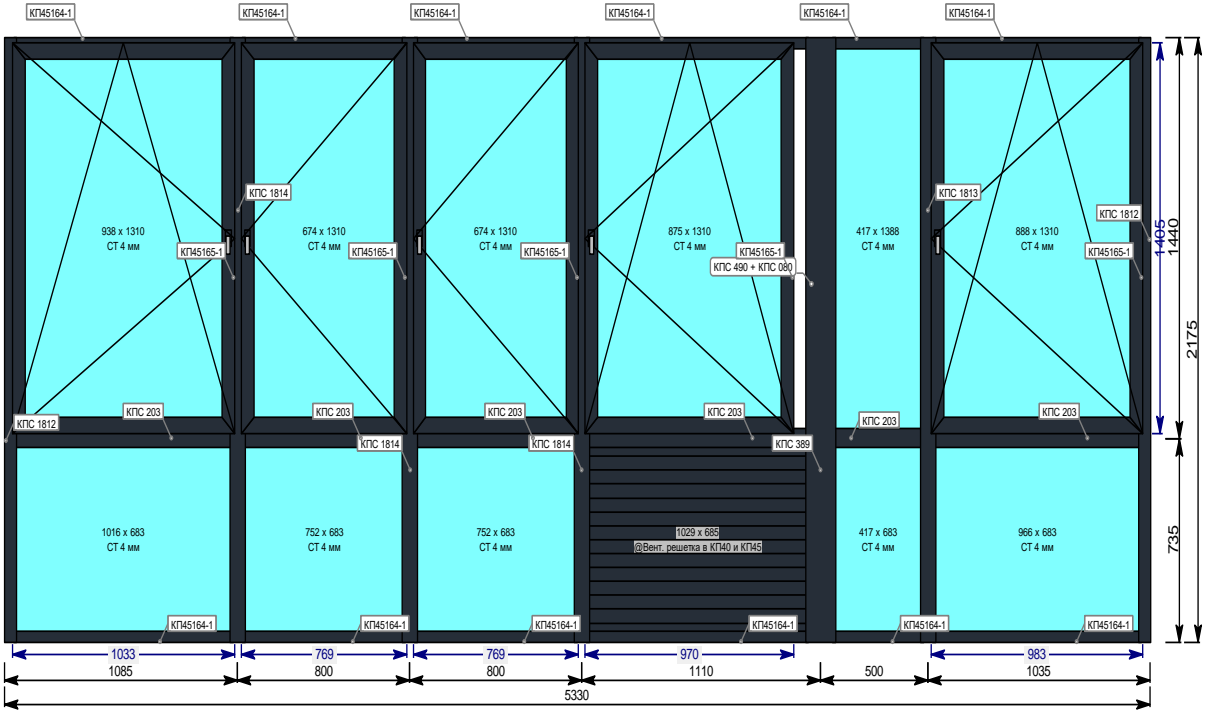 КП45164-1
КП45164-1
КП45164-1
КП45164-1
КП45164-1
КП45164-1
КПС 1814
КПС 1813
КПС 1812
938 x 1310
СТ 4 мм
674 x 1310
СТ 4 мм
674 x 1310
СТ 4 мм
875 x 1310
СТ 4 мм
417 x 1388
СТ 4 мм
888 x 1310
СТ 4 мм
КП45165-1
КП45165-1
КП45165-1
КП45165-1
КП45165-1
КПС 490 + КПС 080
1405
1440
2175
КПС 1812
КПС 203
КПС 203
КПС 203
КПС 203
КПС 203
КПС 203
КПС 1814
КПС 1814
КПС 389
1016 x 683
СТ 4 мм
752 x 683
СТ 4 мм
752 x 683
СТ 4 мм
1029 x 685
@Вент. решетка в КП40 и КП45
417 x 683
СТ 4 мм
966 x 683
СТ 4 мм
735
КП45164-1
КП45164-1
КП45164-1
КП45164-1
КП45164-1
КП45164-1
1033
769
769
970
983
1085
800
800
1110
500
1035
5330